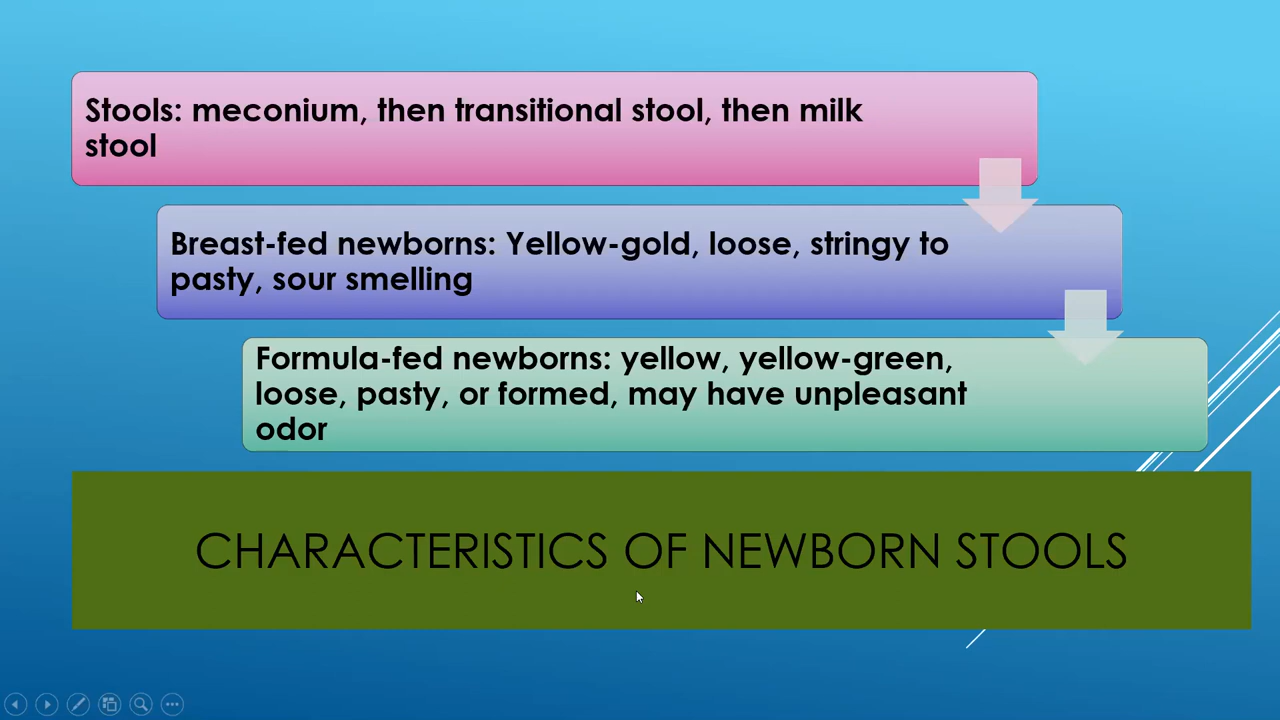 Stools: meconium, then transitional stool, then milk
stool
Breast-fed newborns: Yellow-gold, loose, stringy to
pasty, sour smelling
Formula-fed newborns: yellow, yellow-green,
loose, pasty, or formed, may have unpleasant
odor
CHARACTERISTICS OF NEWBORN STOOLS